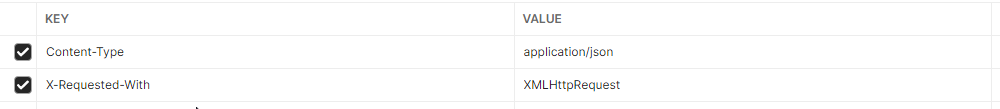 KEY VALUE
Content-Type application/json
X-Requested-With XMLHttpRequest